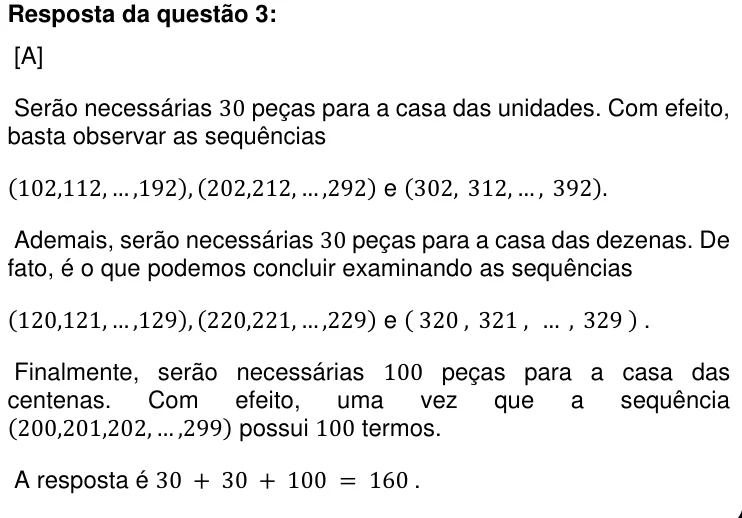 Resposta da questão 3:
[A]
Serão necessárias 30 peças para a casa das unidades. Com efeito,
basta observar as sequências
(102,112, … ,192), (202,212, … ,292) e (302, 312, … , 392).
Ademais, serão necessárias 30 peças para a casa das dezenas. De
fato, é o que podemos concluir examinando as sequências
(120,121, … ,129), (220,221, … ,229) e ( 320 , 321 , … , 329 ) .
Finalmente, serão necessárias 100 peças para a casa das
centenas. Com efeito, uma vez que a sequência
(200,201,202, … ,299) possui 100 termos.
A resposta é 30 + 30 + 100 = 160 .